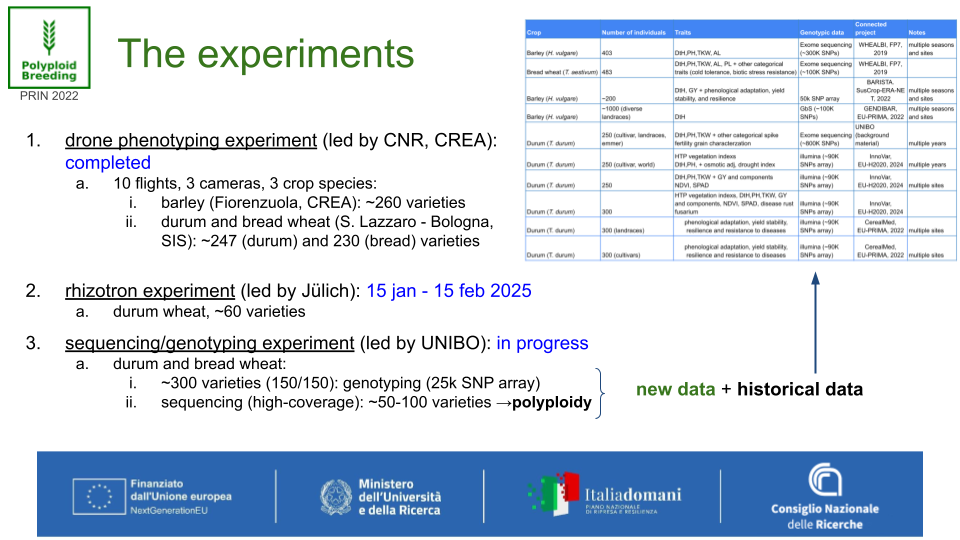 Polyploid
Breeding
PRIN 2022
The experiments
1. drone phenotyping experiment (led by CNR, CREA):
completed
a. 10 flights, 3 cameras, 3 crop species:
i. barley (Fiorenzuola, CREA): ~260 varieties
ii. durum and bread wheat (S. Lazzaro - Bologna,
SIS): ~247 (durum) and 230 (bread) varieties
2. rhizotron experiment (led by Jülich): 15 jan - 15 feb 2025
a. durum wheat, ~60 varieties
3. sequencing/genotyping experiment (led by UNIBO): in progress
a. durum and bread wheat:
i. ~300 varieties (150/150): genotyping (25k SNP array)
ii. sequencing (high-coverage): ~50-100 varieties →polyploidy
Crop Number of individuals Traits Genotypic data Connected project Notes
Barley (H. vulgare) 403 DtH,PH,TKW, AL Exome sequencing (~300K SNPs) WHEALBI, FP7, 2019 multiple seasons and sites
Bread wheat (T. aestivum) 483 DtH,PH,TKW, AL, PL + other categorical traits (cold tolerance, biotic stress resistance) Exome sequencing (~100K SNPs) WHEALBI, FP7, 2019
Barley (H. vulgare) ~200 DtH, GY + phenological adaptation, yield stability, and resilience 50k SNP array BARISTA, SusCrop-ERA-NET, 2022 multiple seasons and sites
Barley (H. vulgare) ~1000 (diverse landraces) DtH GbS (~100K SNPs) GENDIBAR, EU-PRIMA, 2022 multiple seasons and sites
Durum (T. durum) 250 (cultivar, landraces, emmer) DtH,PH,TKW + other categorical spike fertility grain characterzation Exome sequencing (~600K SNPs) UNIBO (background material) multiple years
Durum (T. durum) 250 (cultivar, world) HTP vegetation indexs DtH,PH, + osmotic adj, drought index illumina (~90K SNPs array) InnoVar, EU-H2020, 2024 multiple years
Durum (T. durum) 250 DtH,PH,TKW + GY and components NDVI, SPAD illumina (~90K SNPs array) InnoVar, EU-H2020, 2024 multiple sites
Durum (T. durum) 300 HTP vegetation indexs, DtH,PH,TKW, GY and components, NDVI, SPAD, disease rust fusarium illumina (~90K SNPs array) InnoVar, EU-H2020, 2024
Durum (T. durum) 300 (landraces) phenological adaptation, yield stability, resilience and resistance to diseases illumina (~90K SNPs array) CerealMed, EU-PRIMA, 2022 multiple sites
Durum (T. durum) 300 (cultivars) phenological adaptation, yield stability, resilience and resistance to diseases illumina (~90K SNPs array) CerealMed, EU-PRIMA, 2022 multiple sites
new data + historical data
Finanziato
dall'Unione europea
NextGenerationEU
Ministero
dell'Università
e della Ricerca
Italiadomani
PIANO NAZIONALE
DI RIPRESA E RESILIENZA
Consiglio Nazionale
delle Ricerche